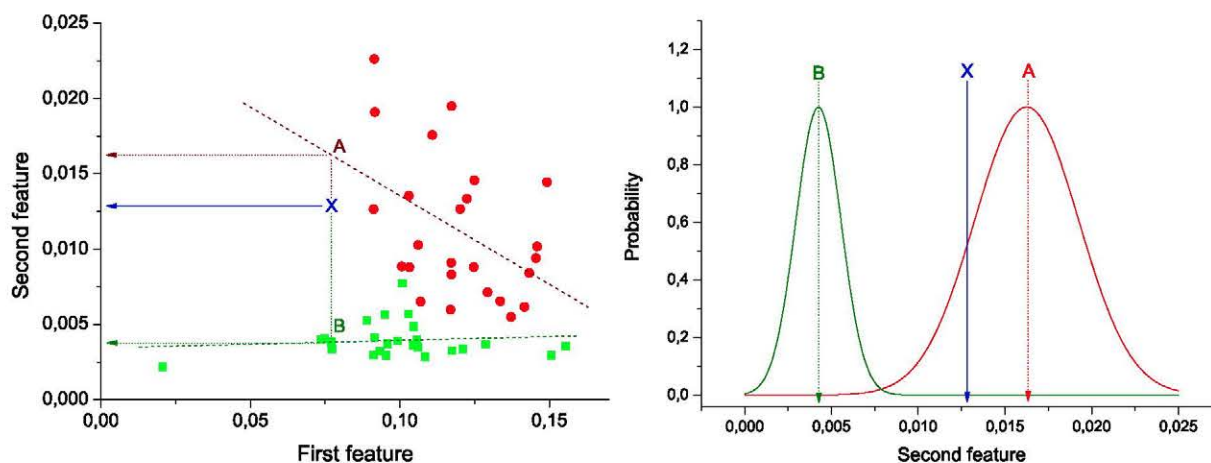 0,025
0,020
0,015
0,010
0,005
0,000
Second feature
A
X
B
0,00
0,05
0,10
0,15
First feature
1,2
1,0
0,8
0,6
0,4
0,2
0,0
Probability
B
X
A
0,000
0,005
0,010
0,015
0,020
0,025
Second feature